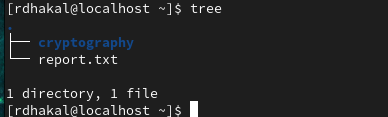 [rdhakal@localhost ~]$ tree
.
├── cryptography
└── report.txt

1 directory, 1 file
[rdhakal@localhost ~]$